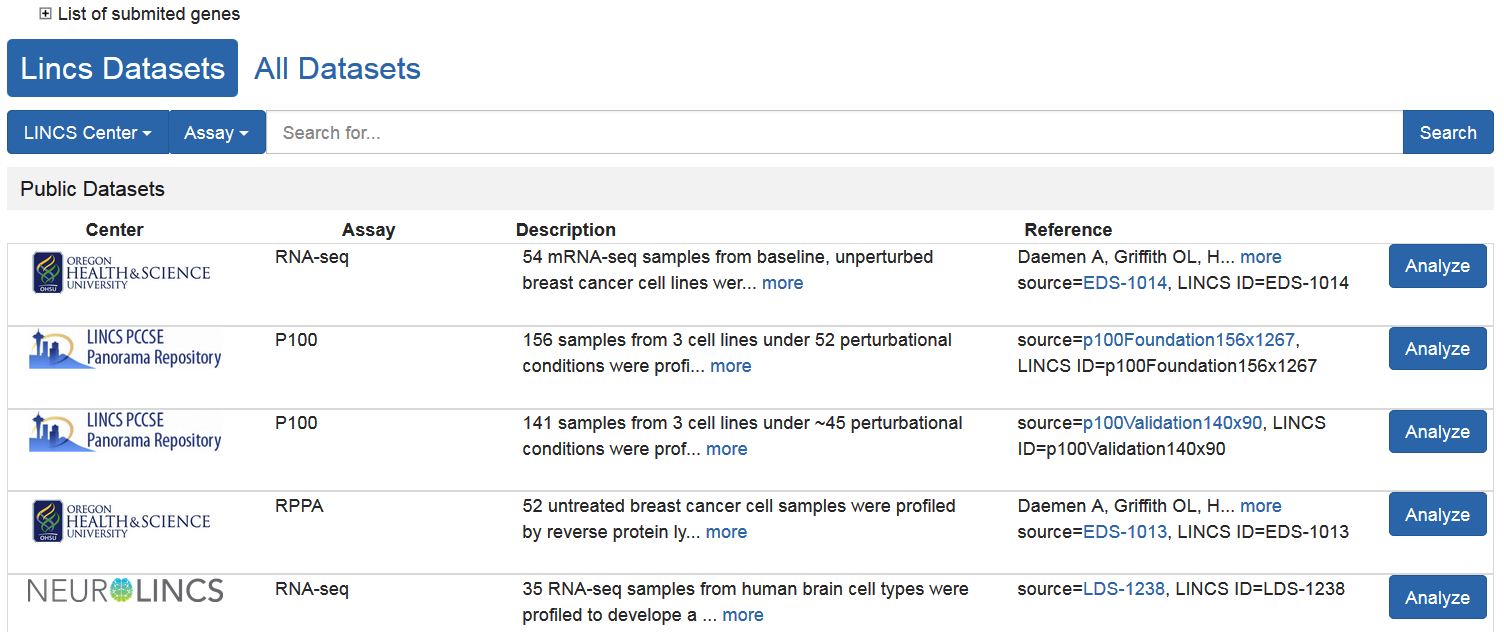 List of submited genes
Lincs Datasets All Datasets
LINCS Center Assay Search for... Search
Public Datasets
Center Assay Description Reference
OREGON
HEALTH&SCIENCE
UNIVERSITY
OHSU
RNA-seq
54 mRNA-seq samples from baseline, unperturbed
breast cancer cell lines wer... more
Daemen A, Griffith OL, H... more
source=EDS-1014, LINCS ID=EDS-1014
Analyze
LINCS PCCSE
Panorama Repository
P100
156 samples from 3 cell lines under 52 perturbational
conditions were profi... more
source=p100Foundation156x1267,
LINCS ID=p100Foundation156x1267
Analyze
LINCS PCCSE
Panorama Repository
P100
141 samples from 3 cell lines under ~45 perturbational
conditions were prof... more
source=p100Validation140x90, LINCS
ID=p100Validation140x90
Analyze
OREGON
HEALTH&SCIENCE
UNIVERSITY
OHSU
RPPA
52 untreated breast cancer cell samples were profiled
by reverse protein ly... more
Daemen A, Griffith OL, H... more
source=EDS-1013, LINCS ID=EDS-1013
Analyze
NEUROLINCS
RNA-seq
35 RNA-seq samples from human brain cell types were
profiled to develope a ... more
source=LDS-1238, LINCS ID=LDS-1238
Analyze